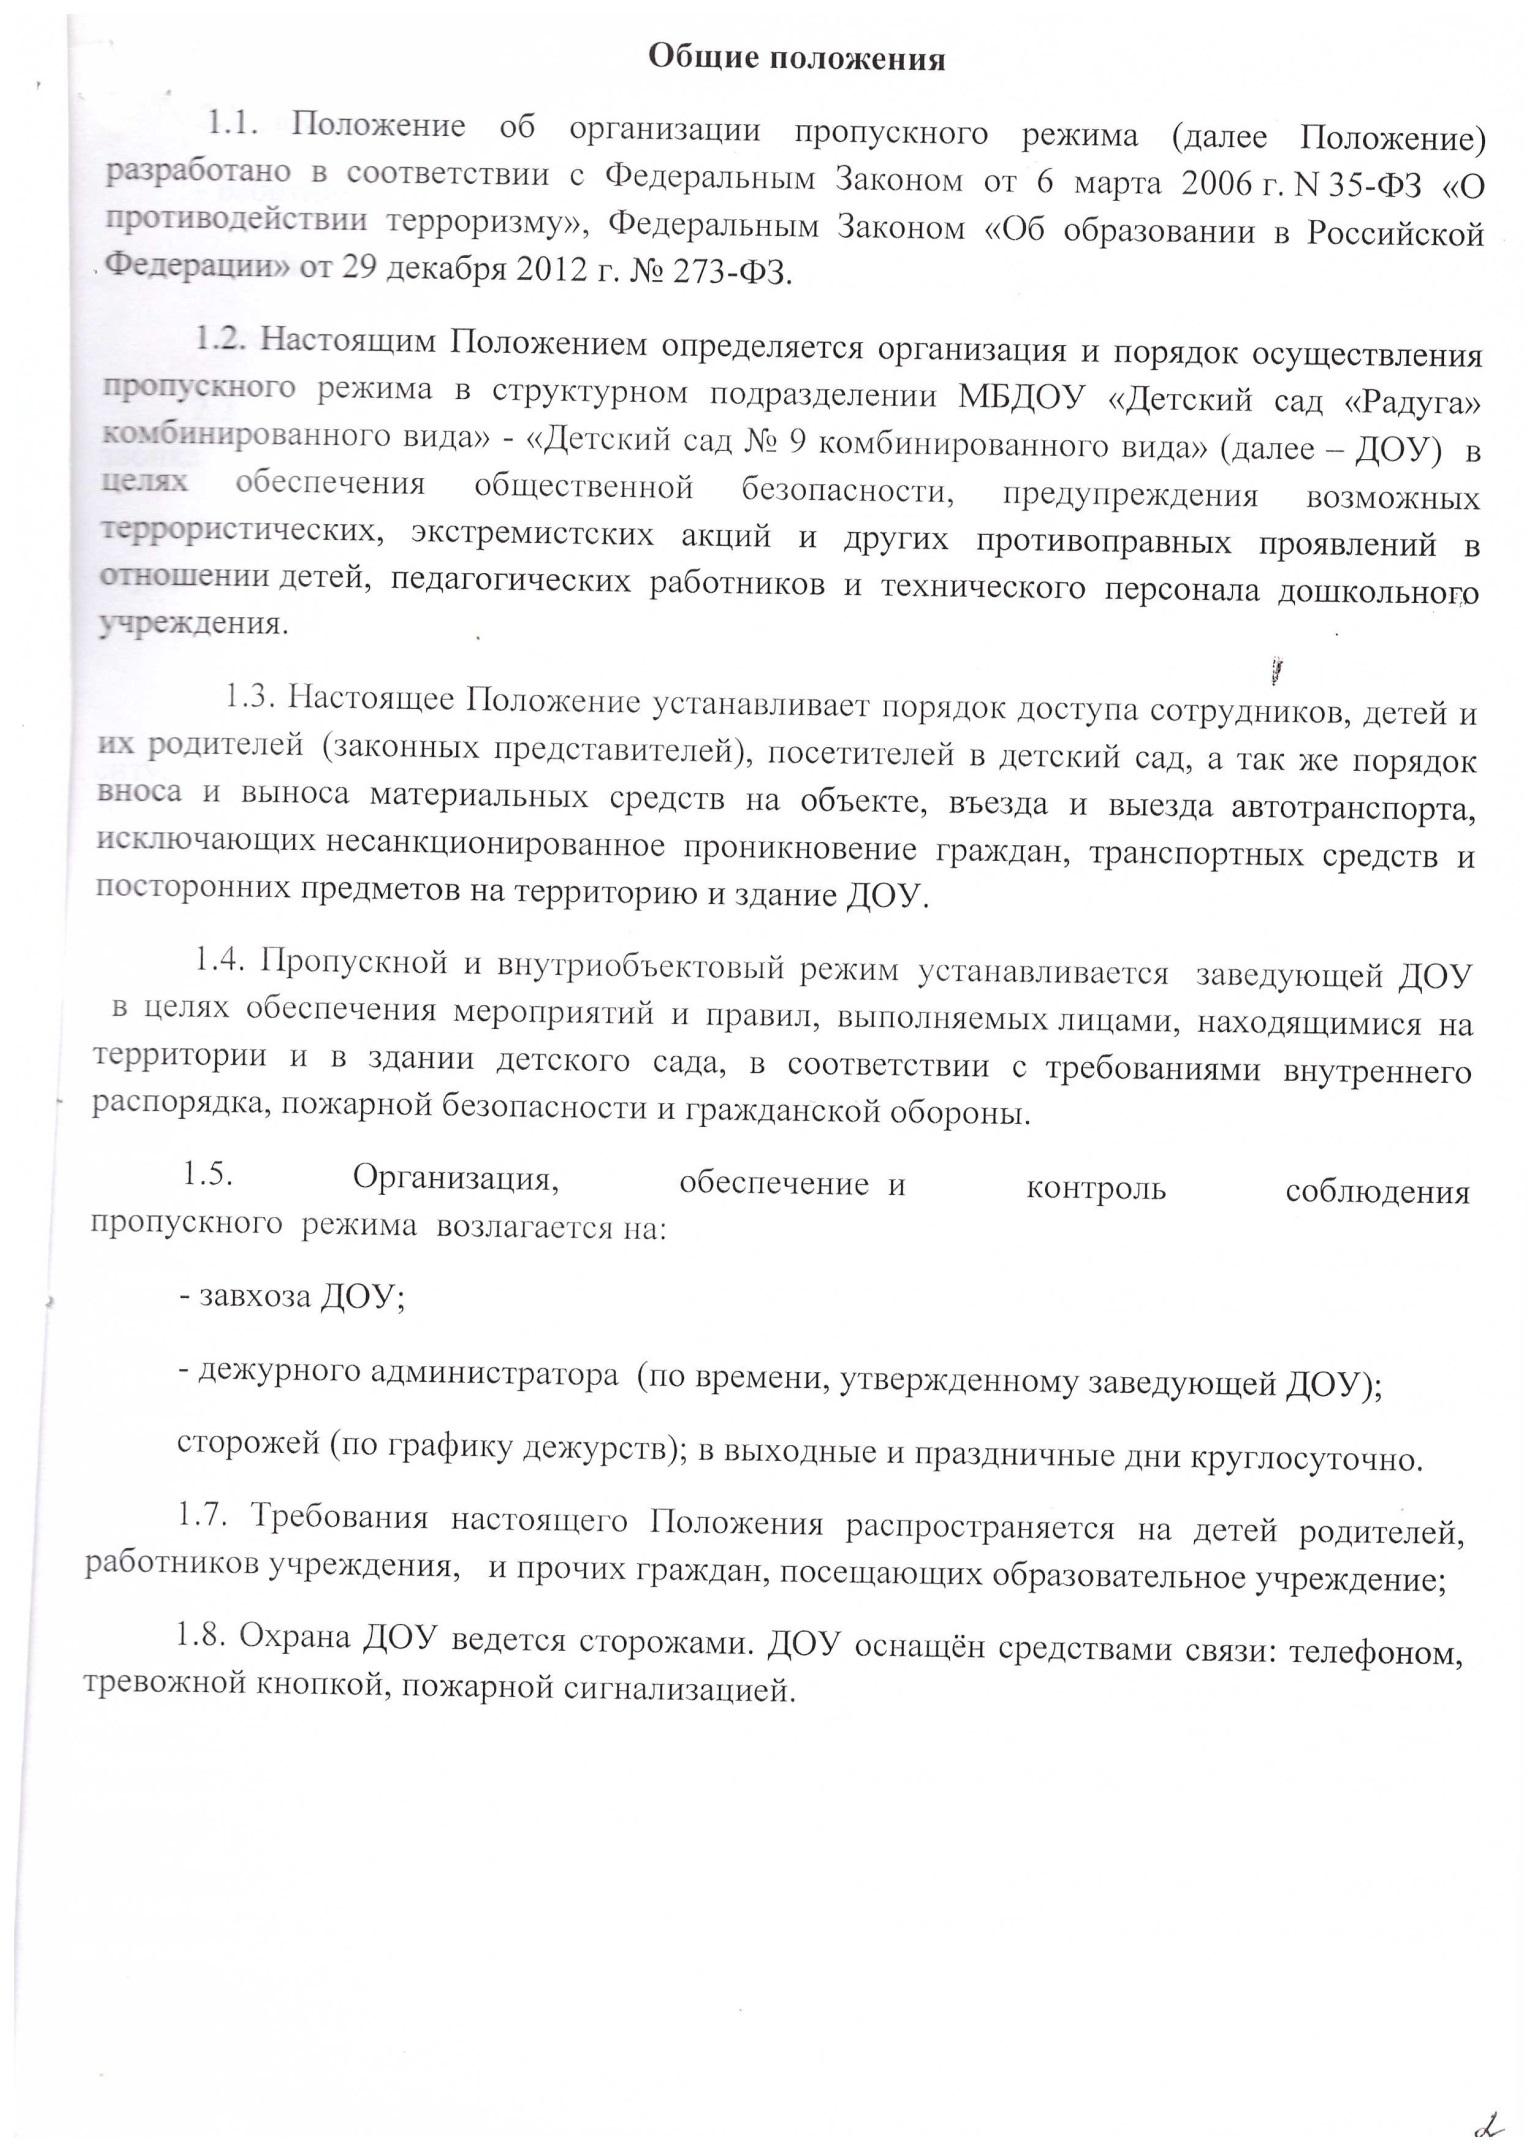 Общие положения
1.1. Положение об организации пропускного режима (далее Положение)
разработано в соответствии с Федеральным Законом от 6 марта 2006 г. N 35-ФЗ «О
противодействии терроризму», Федеральным Законом «Об образовании в Российской
Федерации» от 29 декабря 2012 г. № 273-ФЗ.
1.2. Настоящим Положением определяется организация и порядок осуществления
пропускного режима в структурном подразделении МБДОУ «Детский сад «Радуга»
комбинированного вида» - «Детский сад № 9 комбинированного вида» (далее – ДОУ) в
целях обеспечения общественной безопасности, предупреждения возможных
террористических, экстремистских акций и других противоправных проявлений в
отношении детей, педагогических работников и технического персонала дошкольного
учреждения.
1.3. Настоящее Положение устанавливает порядок доступа сотрудников, детей и
их родителей (законных представителей), посетителей в детский сад, а так же порядок
вноса и выноса материальных средств на объекте, въезда и выезда автотранспорта,
исключающих несанкционированное проникновение граждан, транспортных средств и
посторонних предметов на территорию и здание ДОУ.
1.4. Пропускной и внутриобъектовый режим устанавливается заведующей ДОУ
в целях обеспечения мероприятий и правил, выполняемых лицами, находящимися на
территории и в здании детского сада, в соответствии с требованиями внутреннего
распорядка, пожарной безопасности и гражданской обороны.
1.5. Организация, обеспечение и контроль соблюдения
пропускного режима возлагается на:
- завхоза ДОУ;
- дежурного администратора (по времени, утвержденному заведующей ДОУ);
сторожей (по графику дежурств); в выходные и праздничные дни круглосуточно.
1.7. Требования настоящего Положения распространяется на детей родителей,
работников учреждения, и прочих граждан, посещающих образовательное учреждение;
1.8. Охрана ДОУ ведется сторожами. ДОУ оснащён средствами связи: телефоном,
тревожной кнопкой, пожарной сигнализацией.
2